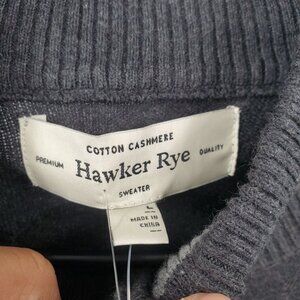 COTTON CASHMERE
PREMIUM Hawker Rye QUALITY
SWEATER
L
MADE IN
CHINA